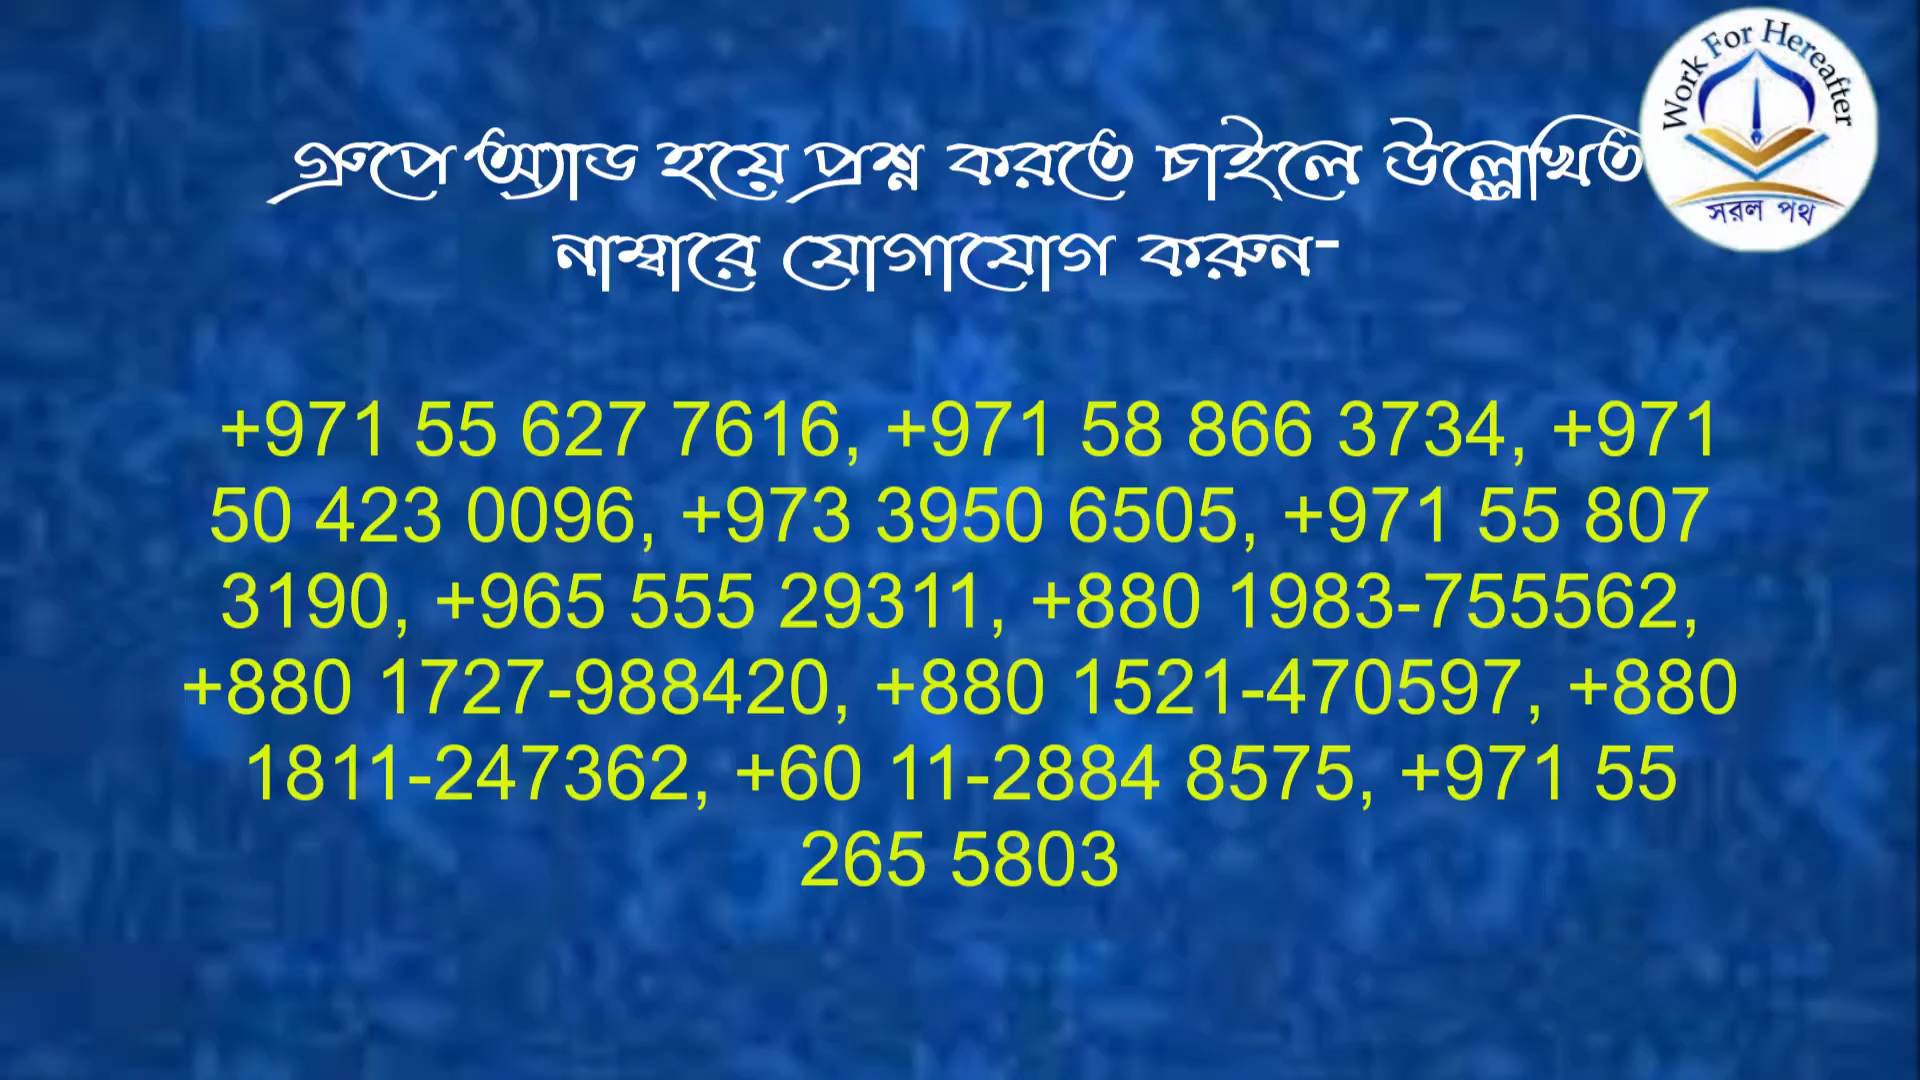 Work For Hereafter
সরল পথ
গ্রুপে অ্যাড হয়ে প্রশ্ন করতে চাইলে উল্লেখিত
নাম্বারে যোগাযোগ করুন-
+971 55 627 7616, +971 58 866 3734, +971
50 423 0096, +973 3950 6505, +971 55 807
3190, +965 555 29311, +880 1983-755562,
+880 1727-988420, +880 1521-470597, +880
1811-247362, +60 11-2884 8575, +971 55
265 5803